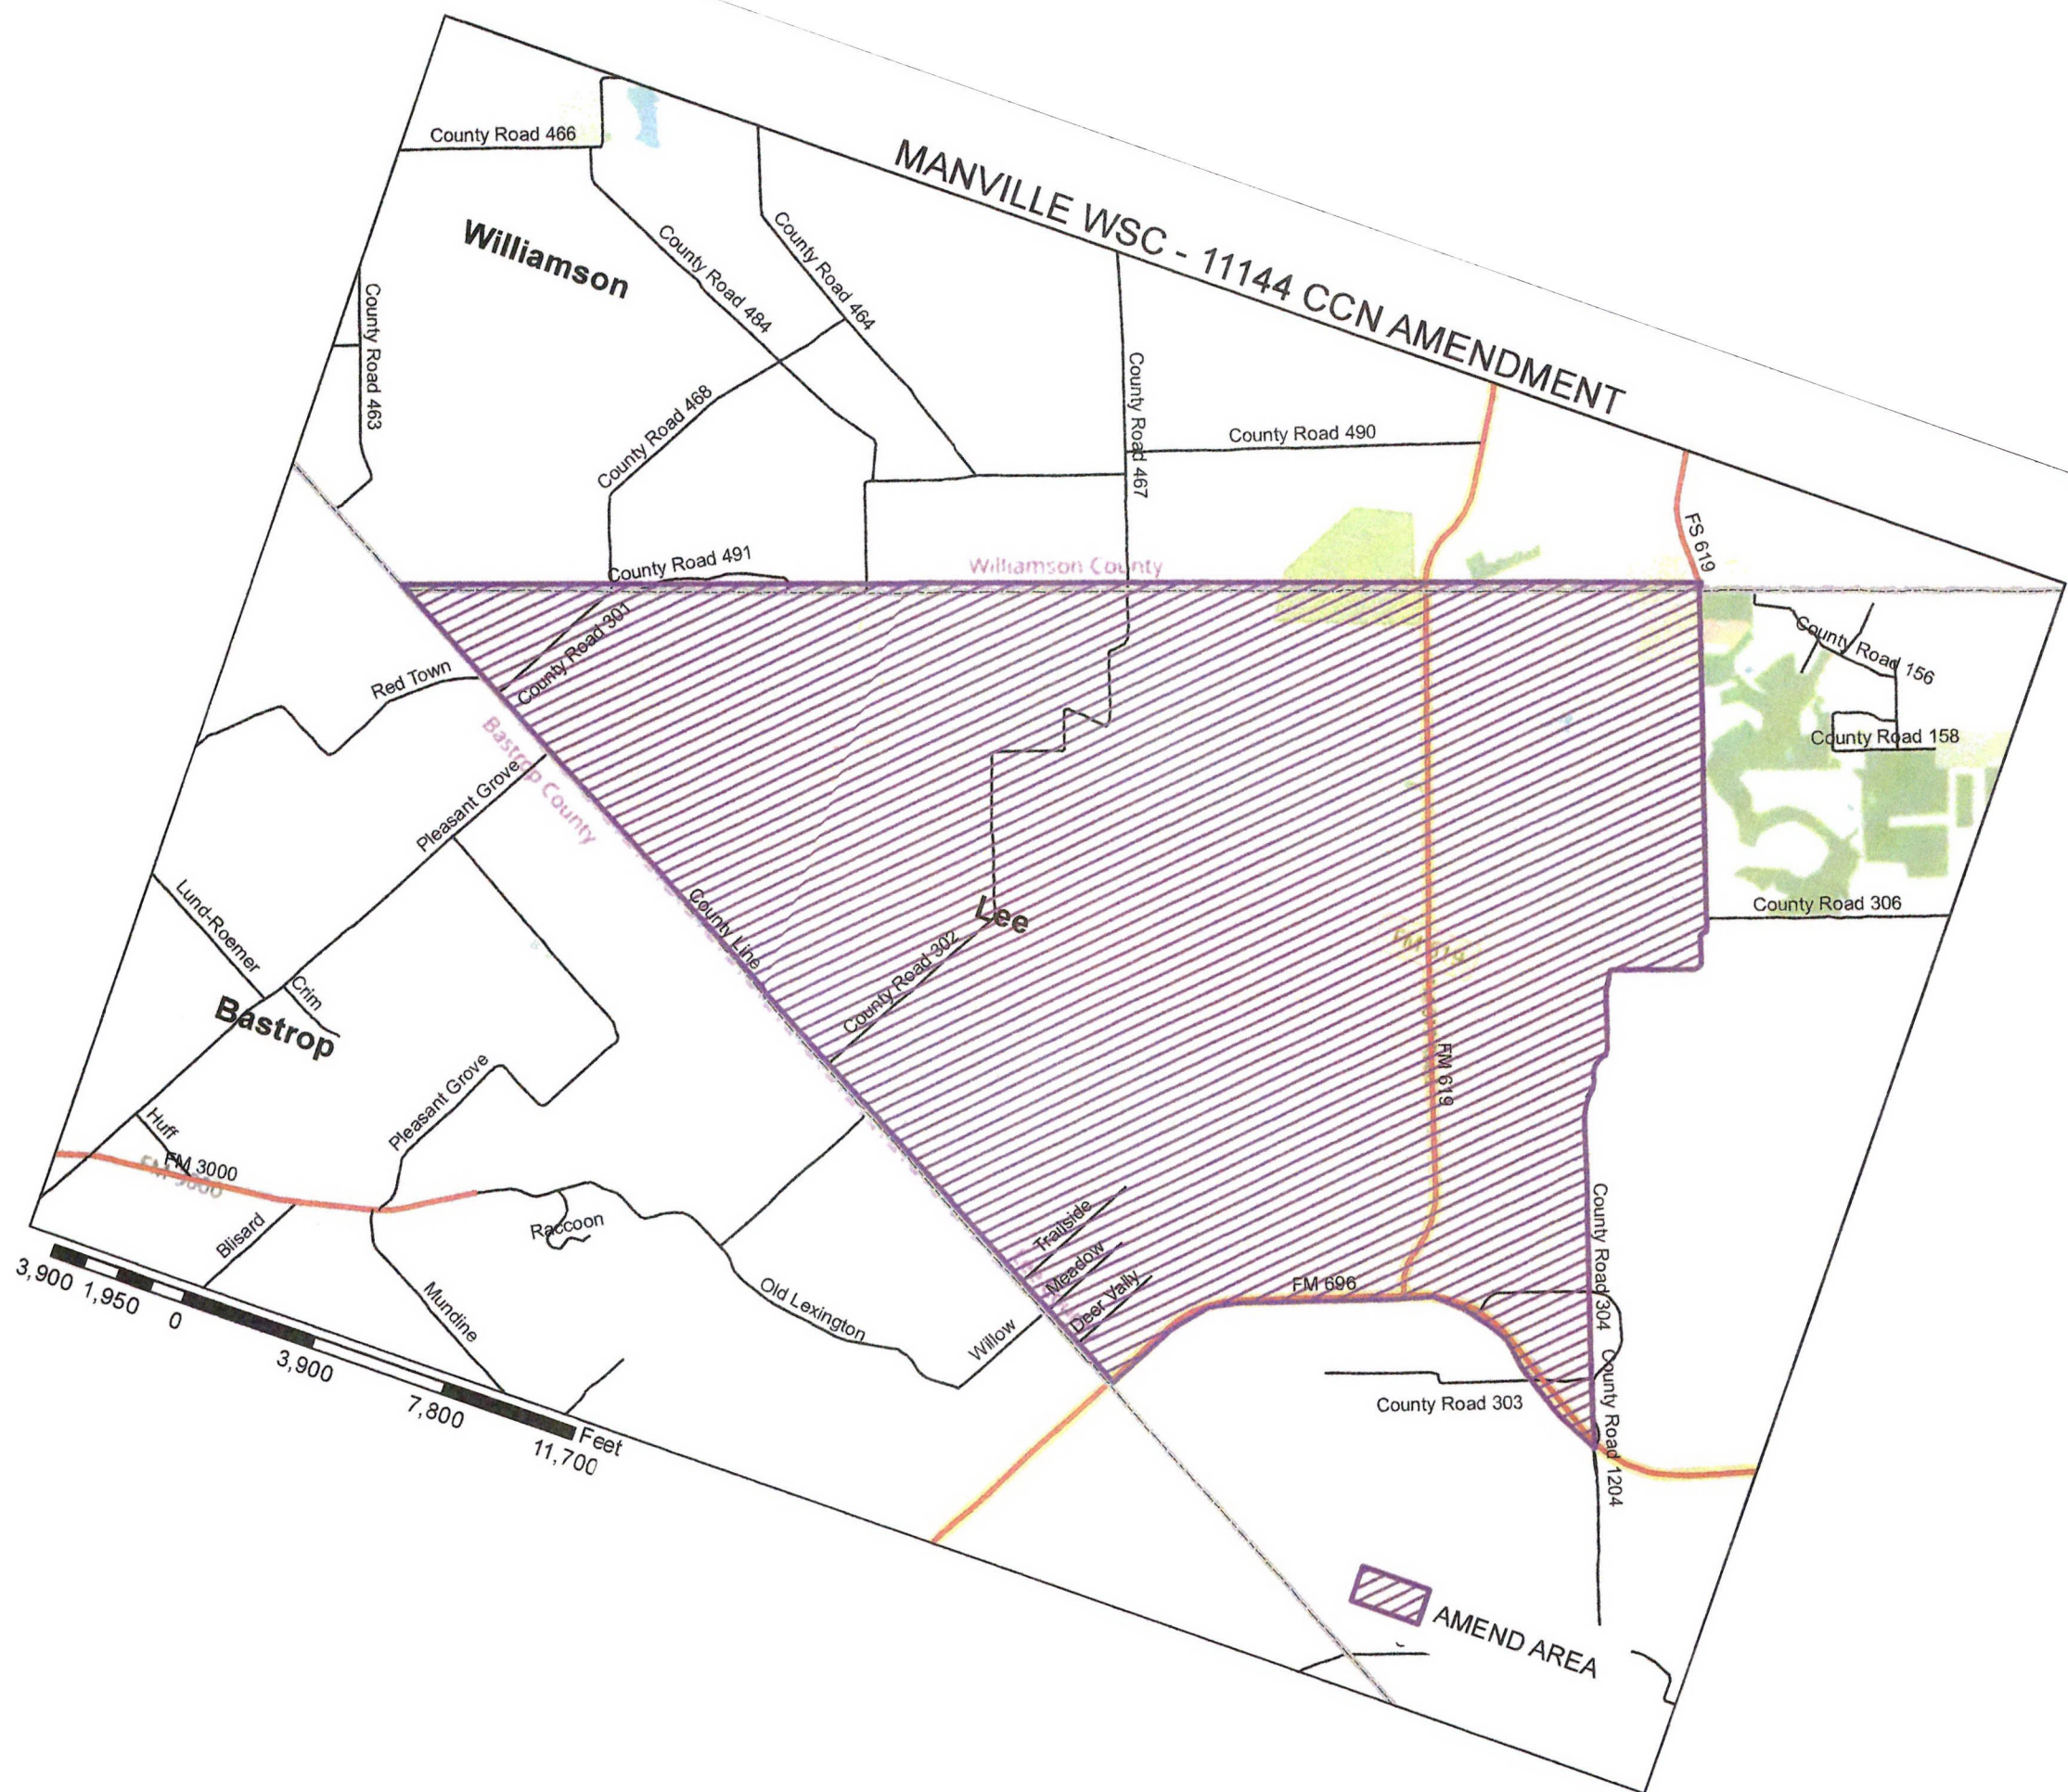 MANVILLE WSC - 11144 CCN AMENDMENT
County Road 466
Williamson
County Road 484
County Road 464
County Road 463
County Road 468
County Road 467
County Road 490
FS 619
County Road 491
Williamson County
County Road 301
County Road 156
Red Town
County Road 158
Bastrop County
Pleasant Grove
County Line
Lee
County Road 306
Lund-Roemer
County Road 302
FM 619
Crim
Bastrop
FM 619
Pleasant Grove
Huff
FM 3000
FM 3000
Blisard
Raccoon
Trailside
Meadow
Deer Vally
County Road 304
FM 696
Old Lexington
Willow
Mundine
County Road 303
County Road 1204
3,900 1,950 0 3,900 7,800 11,700
Feet
AMEND AREA